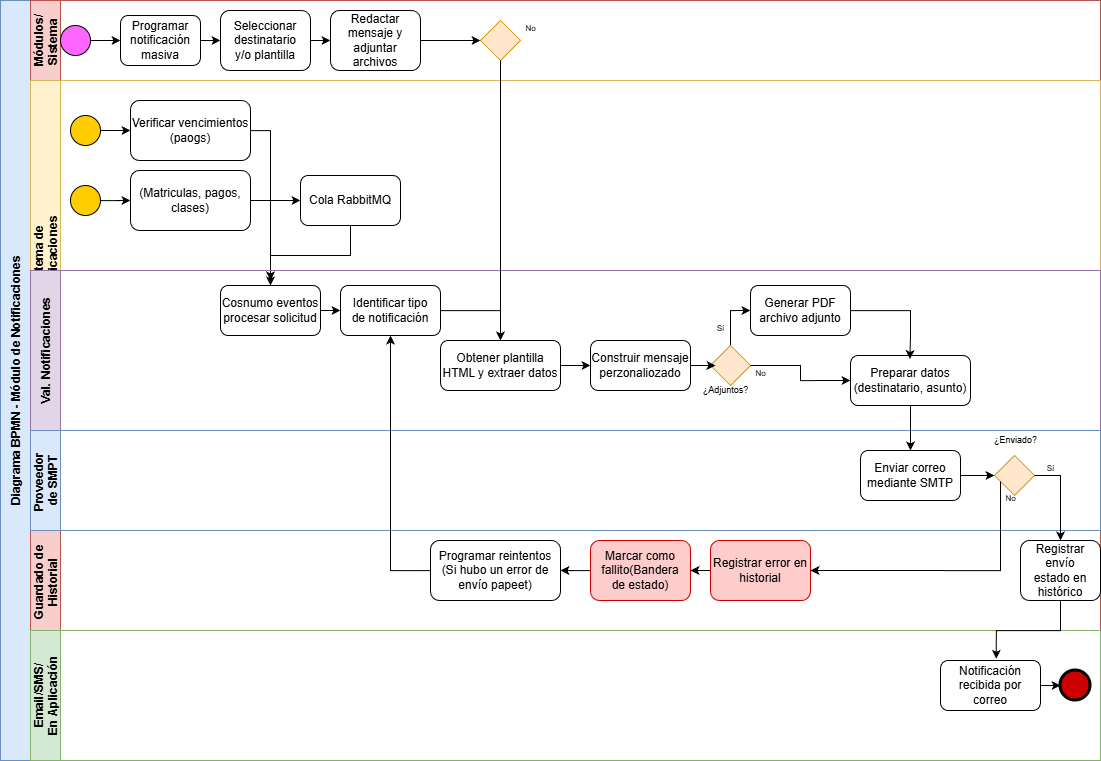 Diagrama BPMN - Módulo de Notificaciones
Módulos/
Sistema
Programar
notificación
masiva
Seleccionar
destinatario
y/o plantilla
Redactar
mensaje y
adjuntar
archivos
No
tema de
icaciones
Verificar vencimientos
(paogs)
(Matriculas, pagos,
clases)
Cola RabbitMQ
Val. Notificaciones
Cosnumo eventos
procesar solicitud
Identificar tipo
de notificación
Obtener plantilla
HTML y extraer datos
Construir mensaje
perzonaliozado
¿Adjuntos?
Sí
No
Generar PDF
archivo adjunto
Preparar datos
(destinatario, asunto)
Proveedor
de SMPT
Enviar correo
mediante SMTP
¿Enviado?
Sí
No
Guardado de
Historial
Programar reintentos
(Si hubo un error de
envío papeet)
Marcar como
fallito(Bandera
de estado)
Registrar error en
historial
Registrar
envío
estado en
histórico
Email/SMS/
En Aplicación
Notificación
recibida por
correo